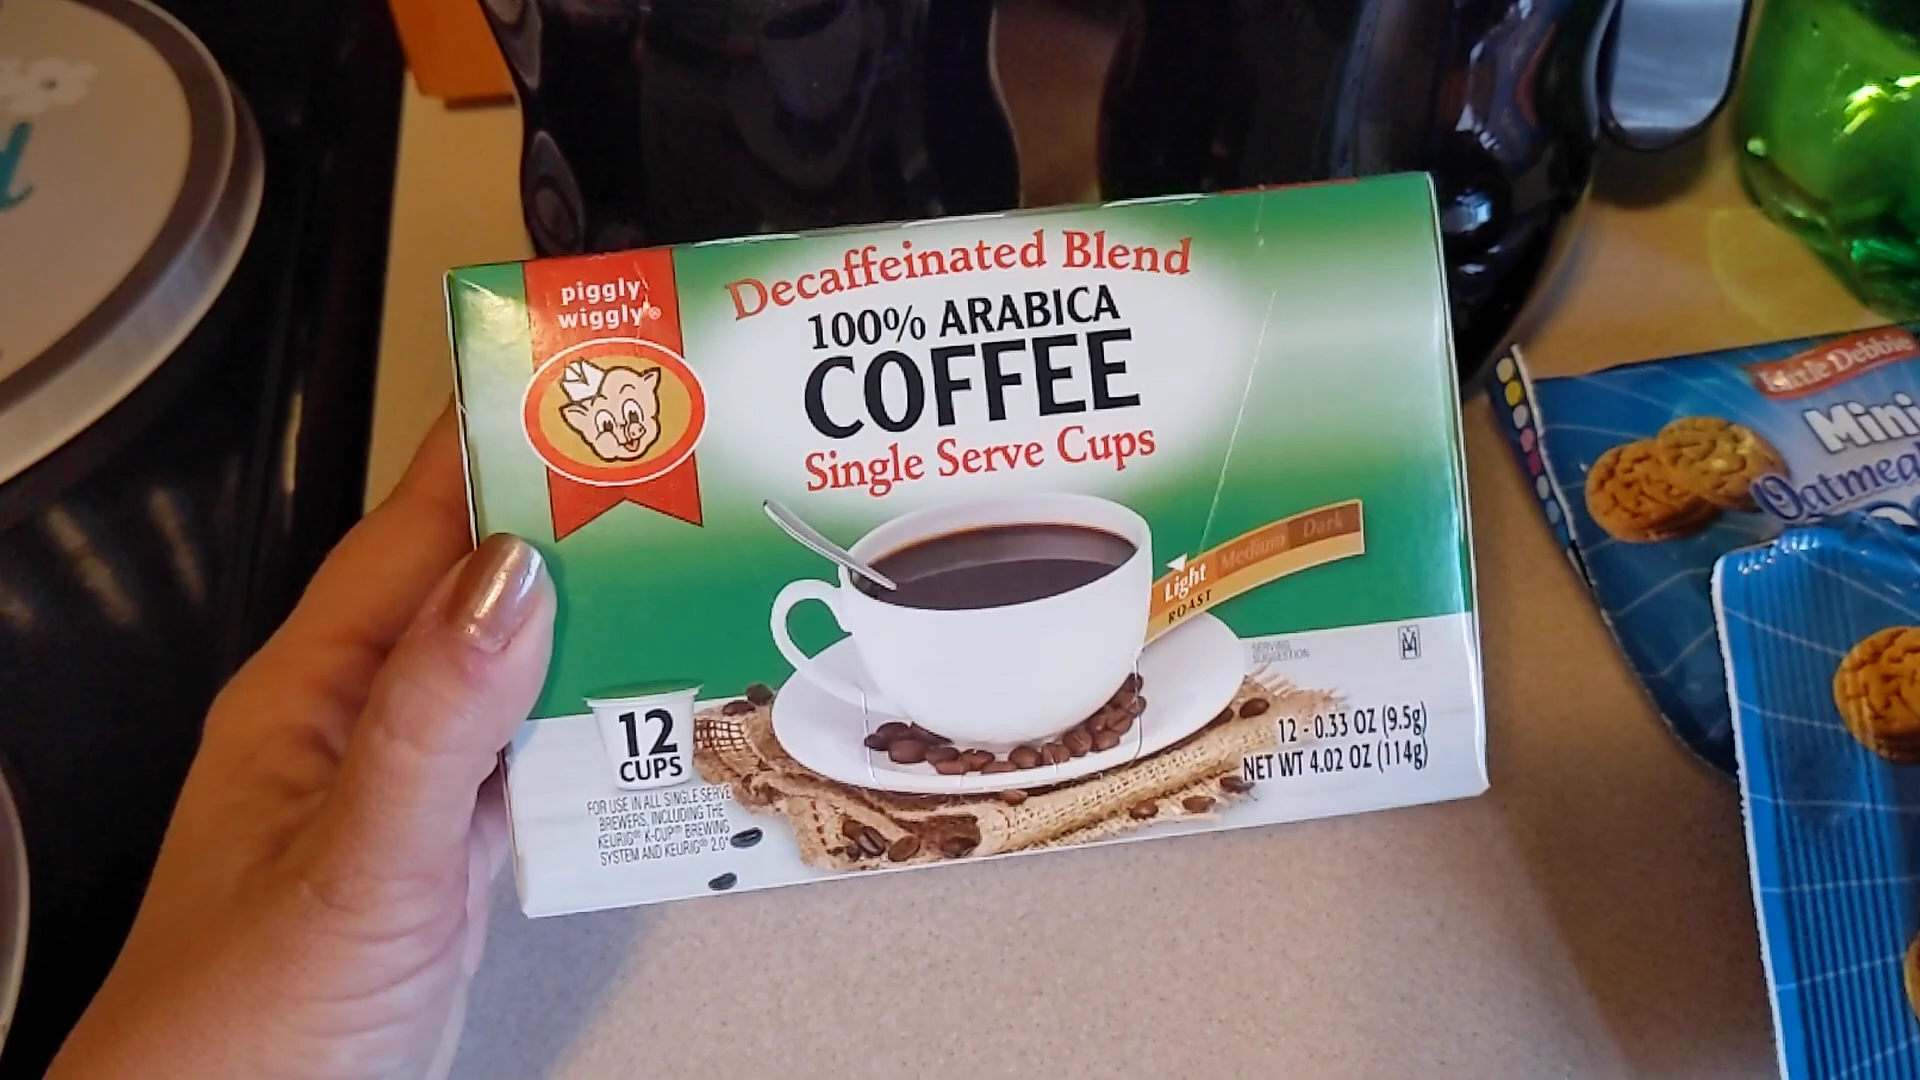 piggly
wiggly®
Decaffeinated Blend
100% ARABICA
COFFEE
Single Serve Cups
Light Medium Dark
ROAST
SERVING
SUGGESTION
12
CUPS
FOR USE IN ALL SINGLE SERVE
BREWERS, INCLUDING THE
KEURIG® K-CUP® BREWING
SYSTEM AND KEURIG® 2.0*
12 - 0.33 OZ (9.5g)
NET WT 4.02 OZ (114g)
Little Debbie
Mini